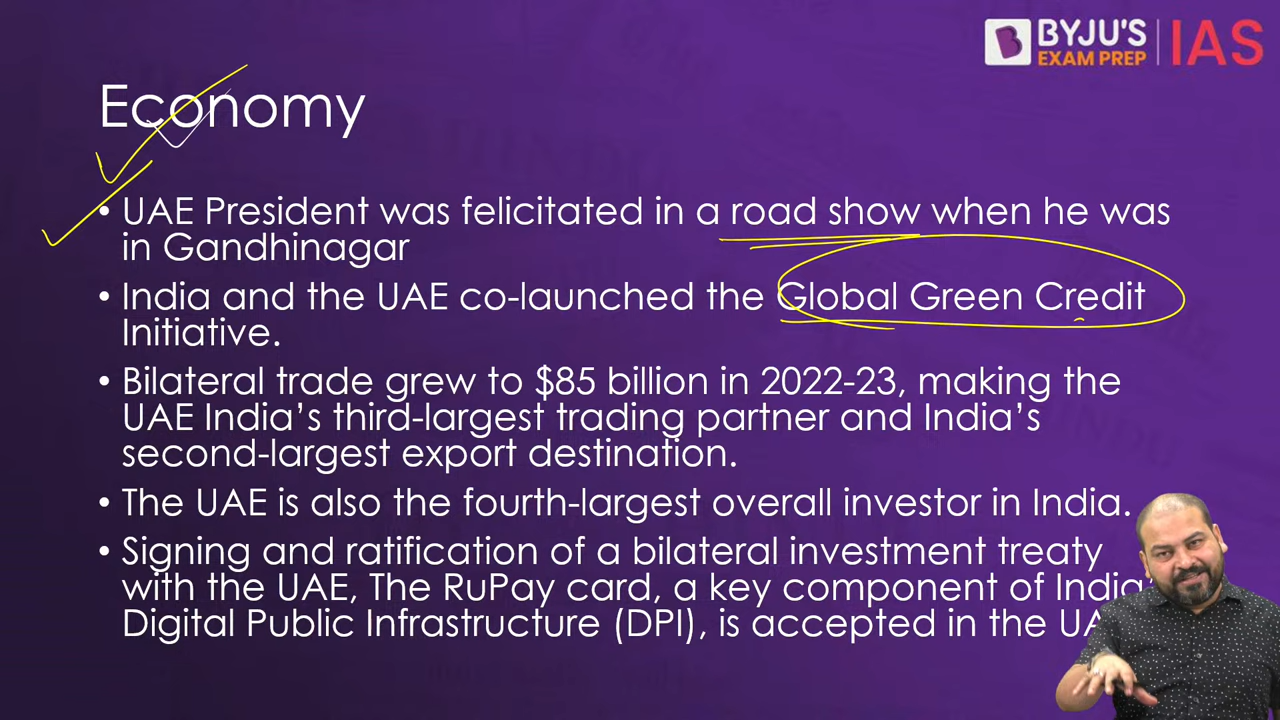 BYJU'S
EXAM PREP
IAS
Economy
• UAE President was felicitated in a road show when he was
in Gandhinagar
• India and the UAE co-launched the Global Green Credit
Initiative.
• Bilateral trade grew to $85 billion in 2022-23, making the
UAE India's third-largest trading partner and India's
second-largest export destination.
• The UAE is also the fourth-largest overall investor in India.
• Signing and ratification of a bilateral investment treaty
with the UAE, The RuPay card, a key component of
Digital Public Infrastructure (DPI), is accepted in the